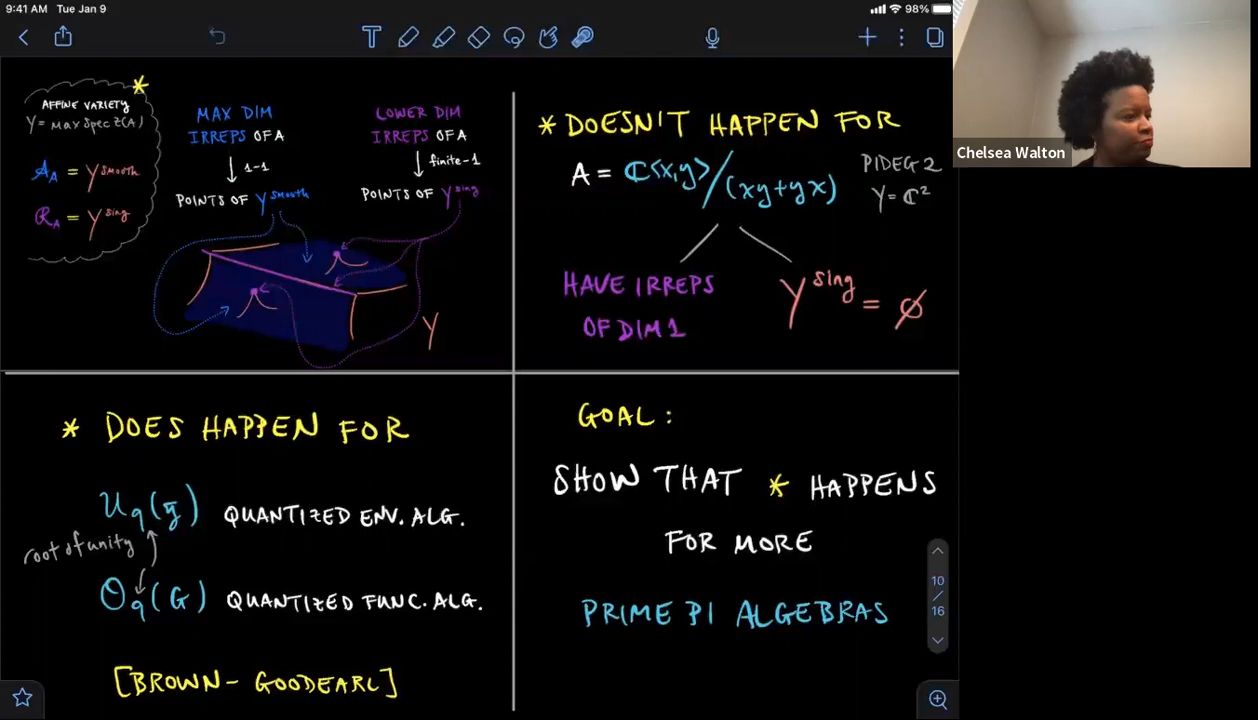 9:41 AM Tue Jan 9
98%
*
AFFINE VARIETY
Y = maxSpec Z(A)
𝒜_A = Y^smooth
ℛ_A = Y^sing
MAX DIM
IRREPS OF A
↓ 1-1
POINTS OF Y^smooth
LOWER DIM
IRREPS OF A
↓ finite-1
POINTS OF Y^sing
Y
* DOESN'T HAPPEN FOR
A = ℂ<x,y>/(xy+yx)
PIDEG 2
Y = ℂ²
HAVE IRREPS
OF DIM 1
Y^sing = ∅
* DOES HAPPEN FOR
U_q(𝔤) QUANTIZED ENV. ALG.
root of unity
O_q(G) QUANTIZED FUNC. ALG.
[BROWN - GOODEARL]
GOAL:
SHOW THAT * HAPPENS
FOR MORE
PRIME PI ALGEBRAS
10
/
16
Chelsea Walton